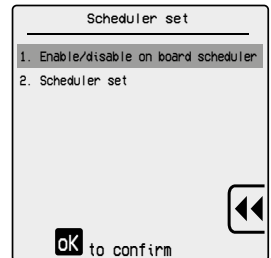 Scheduler set
1. Enable/disable on board scheduler
2. Scheduler set
OK to confirm